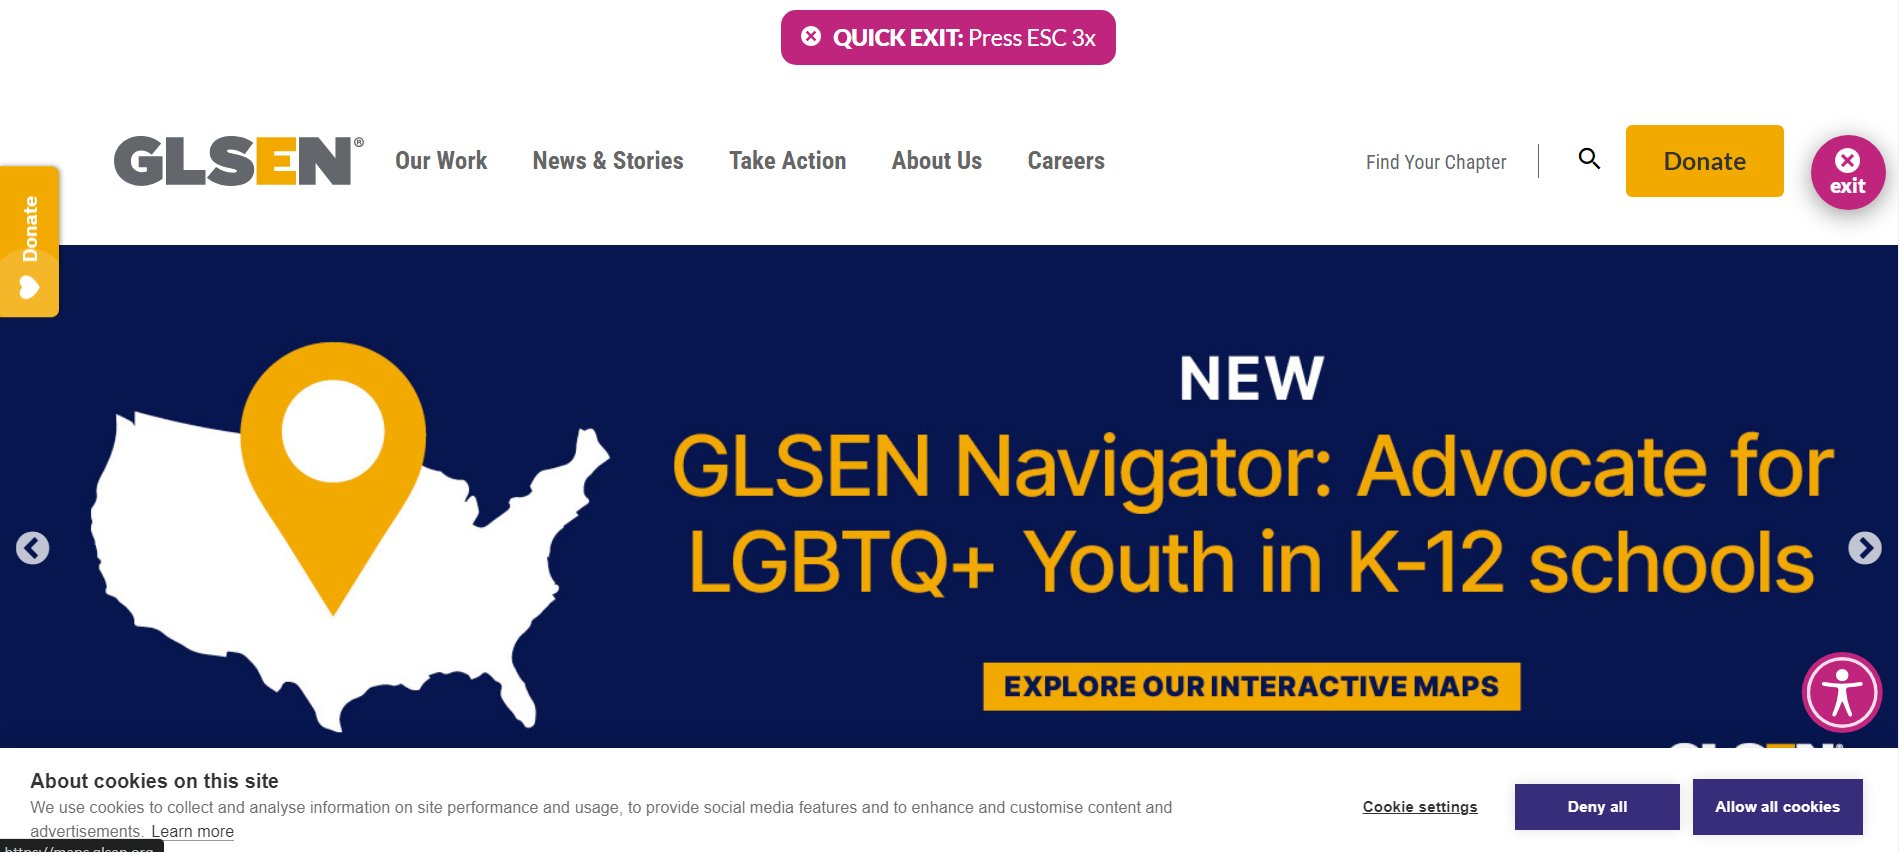 QUICK EXIT: Press ESC 3x
GLSEN®
Our Work
News & Stories
Take Action
About Us
Careers
Find Your Chapter
Donate
exit
Donate
NEW
GLSEN Navigator: Advocate for
LGBTQ+ Youth in K-12 schools
EXPLORE OUR INTERACTIVE MAPS
About cookies on this site
We use cookies to collect and analyse information on site performance and usage, to provide social media features and to enhance and customise content and
advertisements. Learn more
Cookie settings
Deny all
Allow all cookies
https://maps.glsen.org